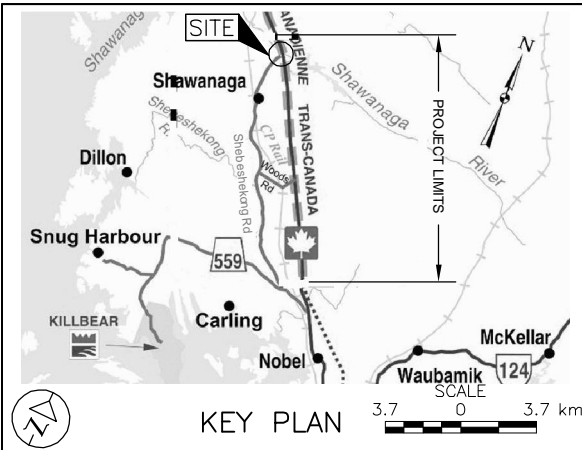 SITE
CANADIENNE
TRANS-CANADA
Shawanaga
Shawanaga
Shawanaga
River
Shebeshekong
R.
Dillon
CP Rail
Shebeshekong Rd
Woods
Rd
PROJECT LIMITS
N
Snug Harbour
559
KILLBEAR
Carling
Nobel
McKellar
Waubamik
124
N
KEY PLAN
SCALE
3.7 0 3.7 km